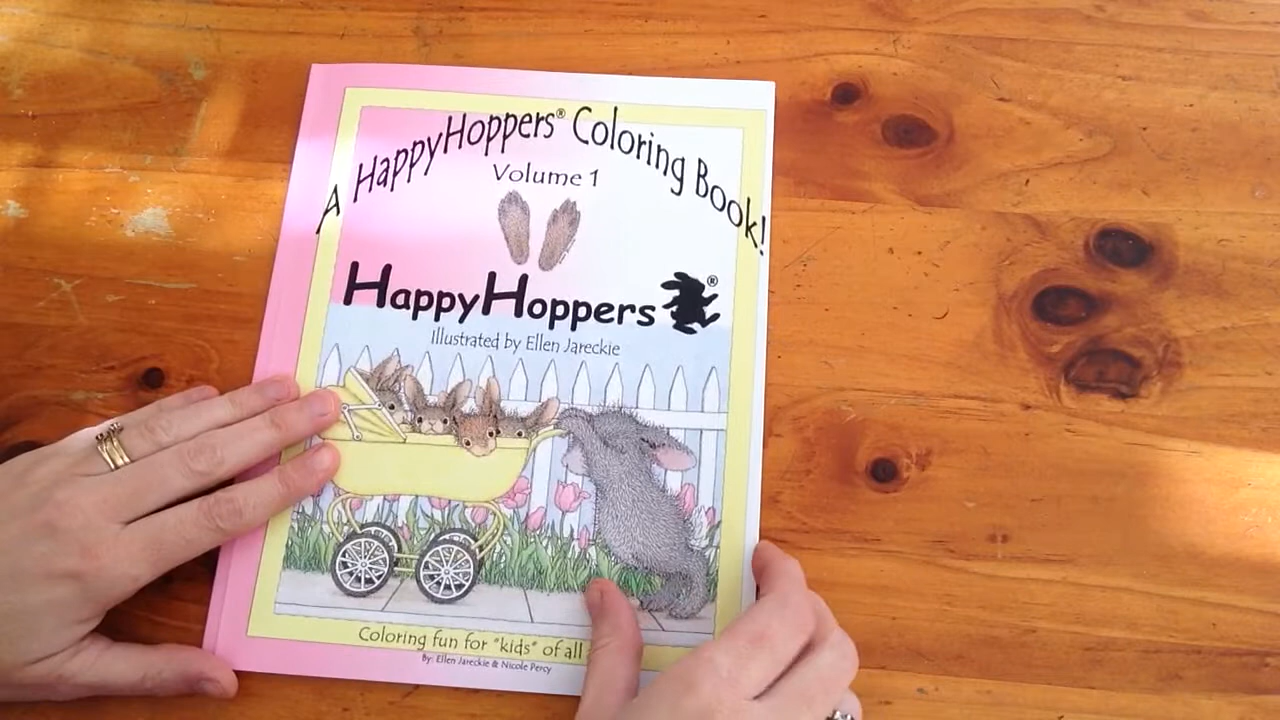 A HappyHoppers® Coloring Book!
Volume 1
HappyHoppers®
Illustrated by Ellen Jareckie
Coloring fun for "kids" of all
By: Ellen Jareckie & Nicole Percy